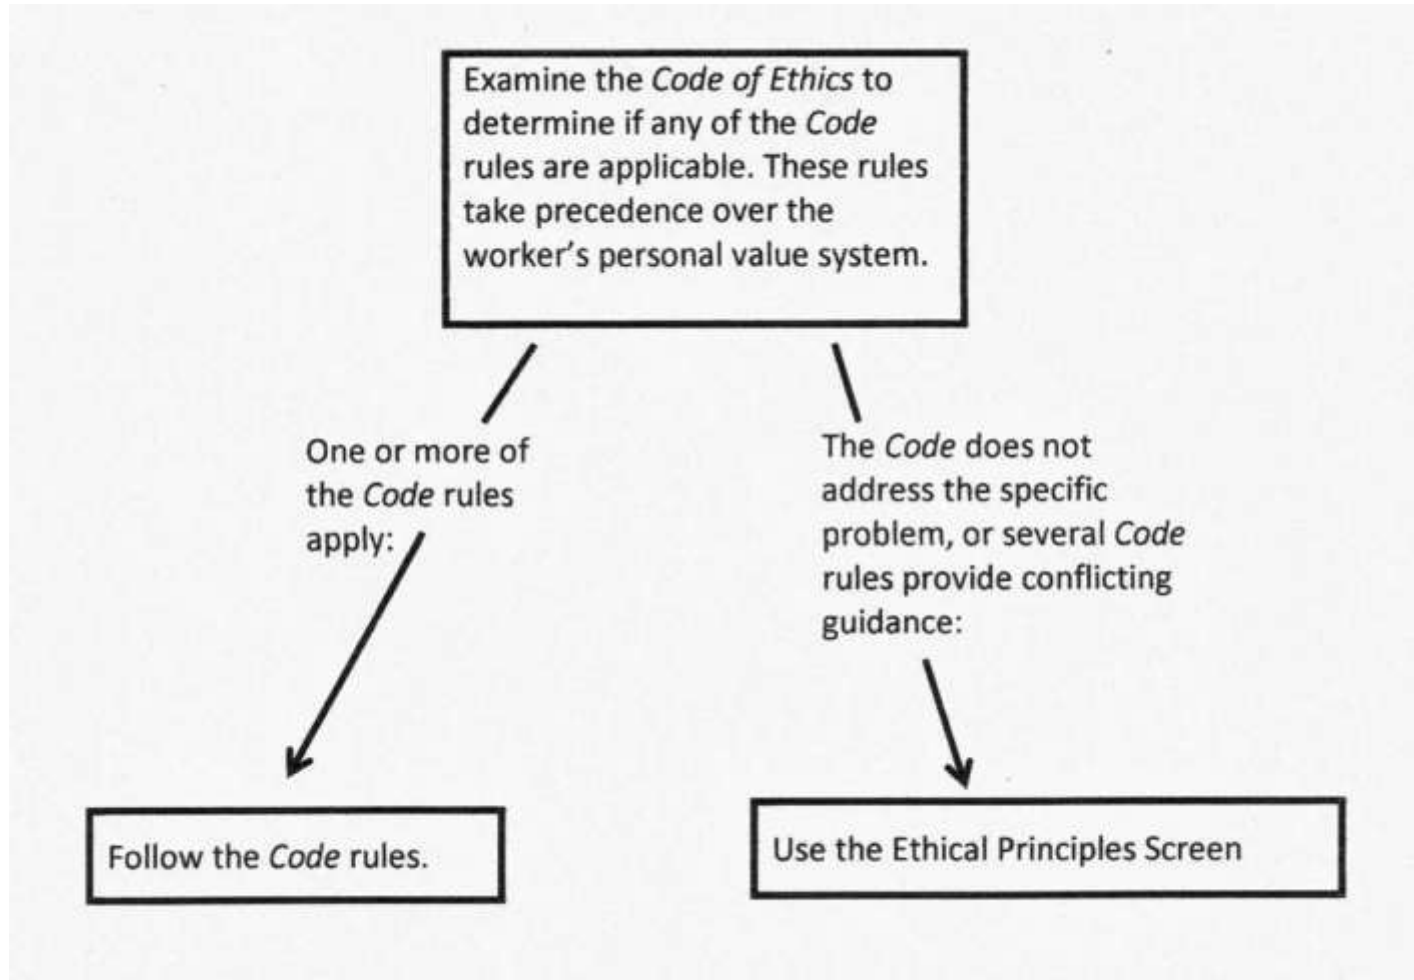 Examine the Code of Ethics to
determine if any of the Code
rules are applicable. These rules
take precedence over the
worker’s personal value system.
One or more of
the Code rules
apply:
The Code does not
address the specific
problem, or several Code
rules provide conflicting
guidance:
Follow the Code rules.
Use the Ethical Principles Screen